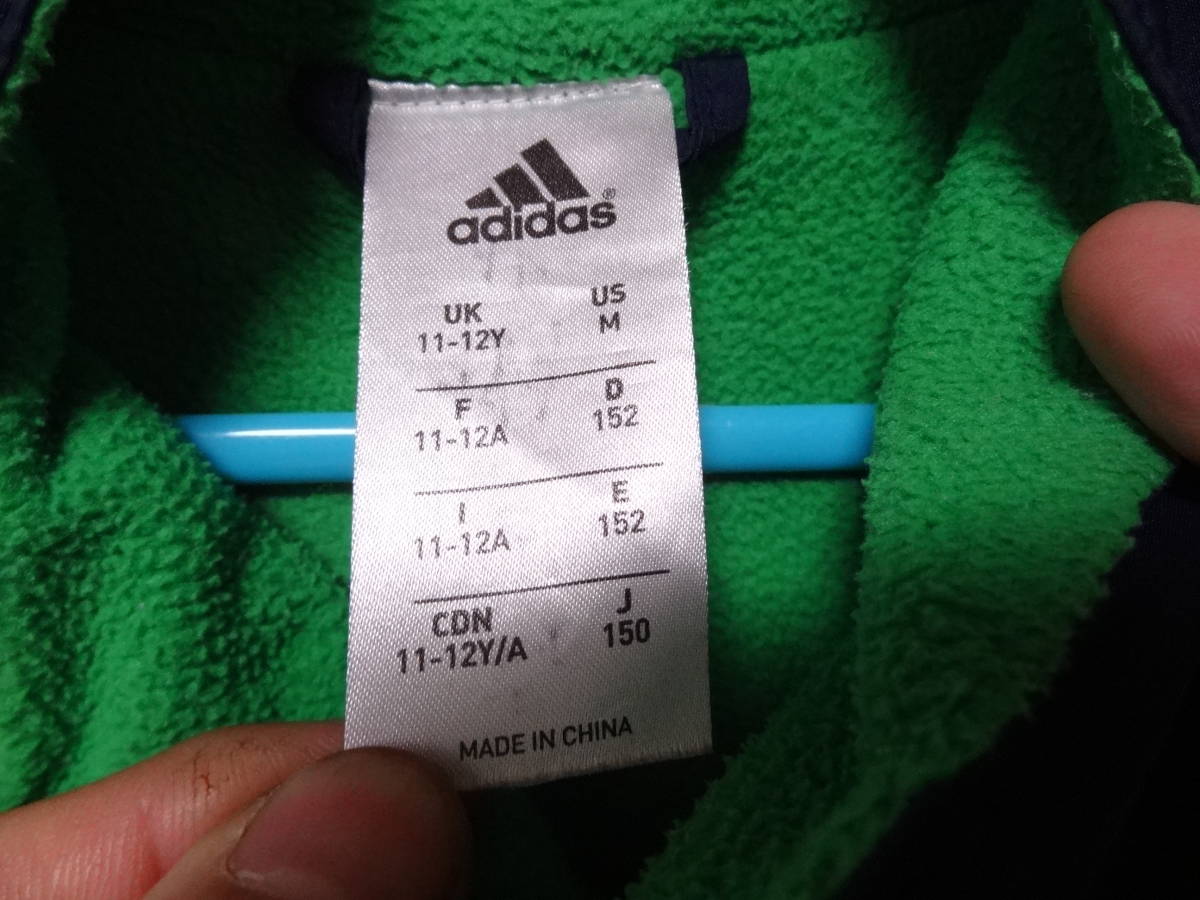 adidas®
UK US
11-12Y M
F D
11-12A 152
I E
11-12A 152
CDN J
11-12Y/A 150
MADE IN CHINA